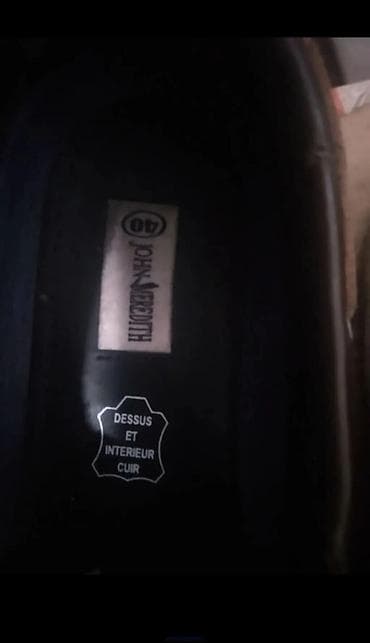 40
JOHN MEREDITH
DESSUS
ET
INTERIEUR
CUIR